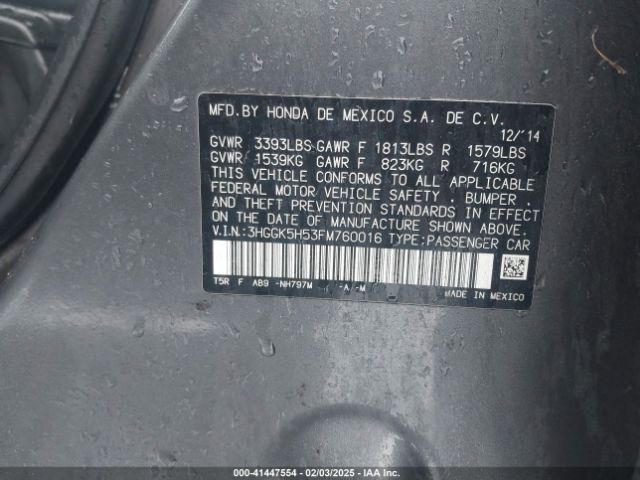 MFD.BY HONDA DE MEXICO S.A. DE C.V.
12/'14
GVWR 3393LBS GAWR F 1813LBS R 1579LBS
GVWR 1539KG GAWR F 823KG R 716KG
THIS VEHICLE CONFORMS TO ALL APPLICABLE
FEDERAL MOTOR VEHICLE SAFETY . BUMPER .
AND THEFT PREVENTION STANDARDS IN EFFECT
ON THE DATE OF MANUFACTURE SHOWN ABOVE.
V.I.N.:3HGGK5H53FM760016 TYPE:PASSENGER CAR
T5R F AB9 -NH797M -A -M
MADE IN MEXICO
000-41447554 - 02/03/2025 - IAA Inc.